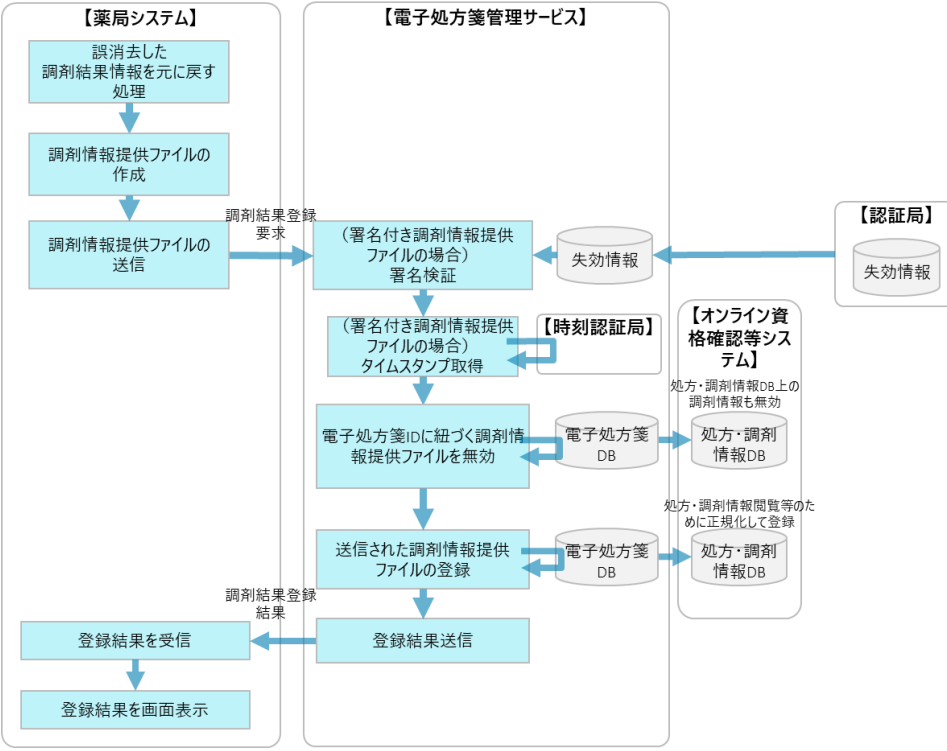 【薬局システム】
誤消去した
調剤結果情報を元に戻す
処理
調剤情報提供ファイルの
作成
調剤情報提供ファイルの
送信
調剤結果登録
要求
【電子処方箋管理サービス】
（署名付き調剤情報提供
ファイルの場合）
署名検証
失効情報
【認証局】
失効情報
（署名付き調剤情報提供
ファイルの場合）
タイムスタンプ取得
【時刻認証局】
【オンライン資
格確認等シス
テム】
処方・調剤情報DB上の
調剤情報も無効
電子処方箋IDに紐づく調剤情
報提供ファイルを無効
電子処方箋
DB
処方・調剤
情報DB
処方・調剤情報閲覧等のた
めに正規化して登録
送信された調剤情報提供
ファイルの登録
電子処方箋
DB
処方・調剤
情報DB
調剤結果登録
結果
登録結果送信
登録結果を受信
登録結果を画面表示